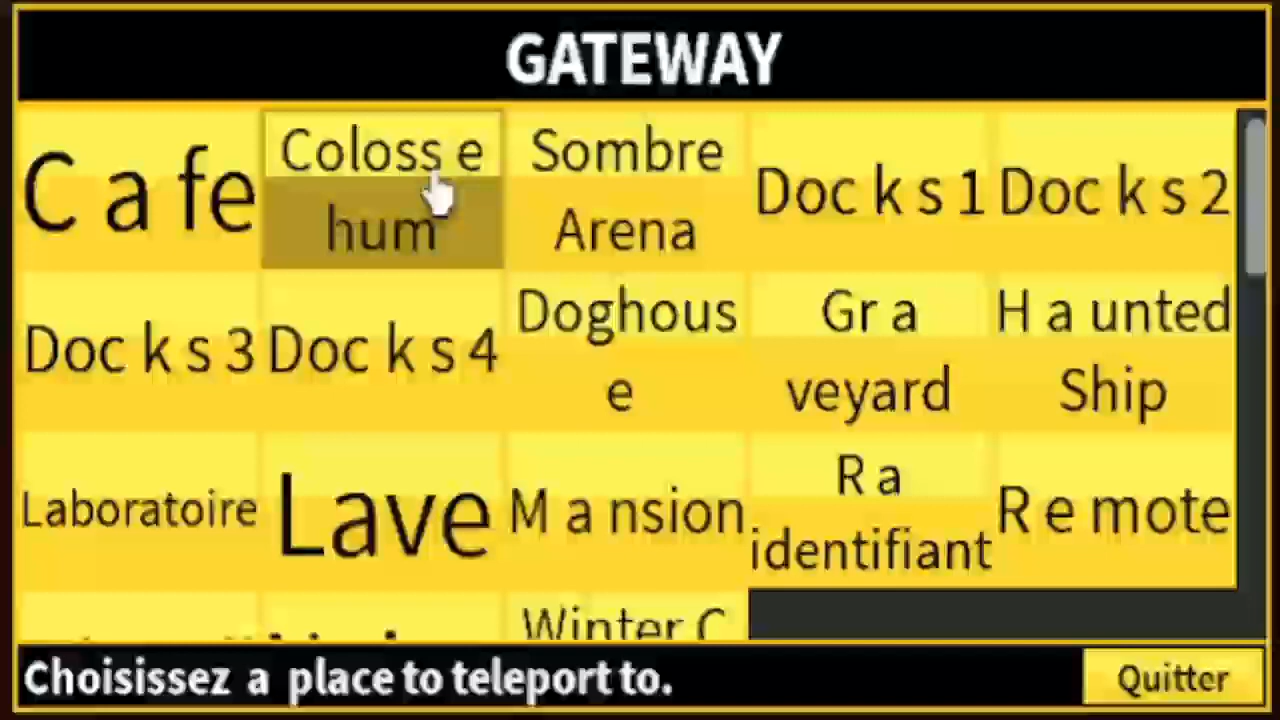 GATEWAY
C a fe
Coloss e
hum
Sombre
Arena
Doc k s 1
Doc k s 2
Doc k s 3
Doc k s 4
Doghous
e
Gr a
veyard
H a unted
Ship
Laboratoire
Lave
M a nsion
R a
identifiant
R e mote
Winter C
Choisissez a place to teleport to.
Quitter